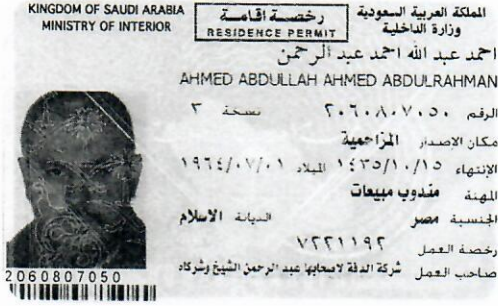 KINGDOM OF SAUDI ARABIA
MINISTRY OF INTERIOR
رخصة اقامة
RESIDENCE PERMIT
المملكة العربية السعودية
وزارة الداخلية
احمد عبد الله احمد عبد الرحمن
AHMED ABDULLAH AHMED ABDULRAHMAN
الرقم ٢٠٦٠٨٠٧٠٥٠ نسخة ٣
مكان الإصدار المزاحمية
الإنتهاء ١٤٣٥/١٠/١٥ الميلاد ١٩٦٤/٠٧/٠١
المهنة مندوب مبيعات
الجنسية مصر الديانة الاسلام
رخصة العمل ٧٢٢١١٩٢
صاحب العمل شركة الدفة لاصحابها عبد الرحمن الشيخ وشركاه
2060807050